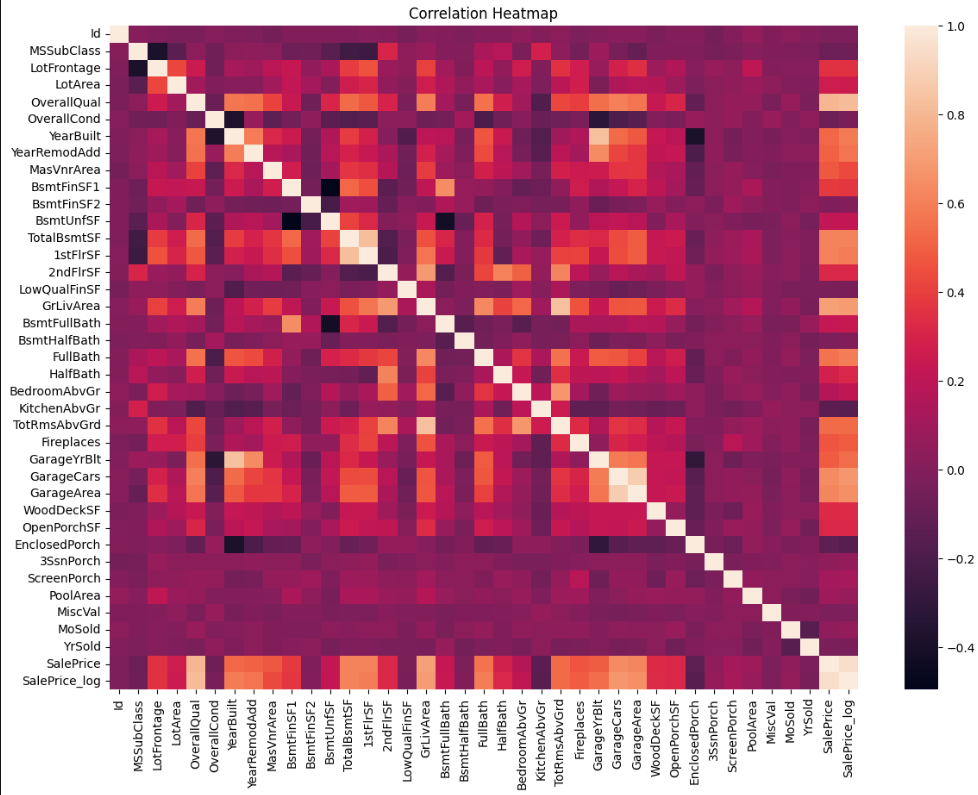 Correlation Heatmap
Id
MSSubClass
LotFrontage
LotArea
OverallQual
OverallCond
YearBuilt
YearRemodAdd
MasVnrArea
BsmtFinSF1
BsmtFinSF2
BsmtUnfSF
TotalBsmtSF
1stFlrSF
2ndFlrSF
LowQualFinSF
GrLivArea
BsmtFullBath
BsmtHalfBath
FullBath
HalfBath
BedroomAbvGr
KitchenAbvGr
TotRmsAbvGrd
Fireplaces
GarageYrBlt
GarageCars
GarageArea
WoodDeckSF
OpenPorchSF
EnclosedPorch
3SsnPorch
ScreenPorch
PoolArea
MiscVal
MoSold
YrSold
SalePrice
SalePrice_log
Id
MSSubClass
LotFrontage
LotArea
OverallQual
OverallCond
YearBuilt
YearRemodAdd
MasVnrArea
BsmtFinSF1
BsmtFinSF2
BsmtUnfSF
TotalBsmtSF
1stFlrSF
2ndFlrSF
LowQualFinSF
GrLivArea
BsmtFullBath
BsmtHalfBath
FullBath
HalfBath
BedroomAbvGr
KitchenAbvGr
TotRmsAbvGrd
Fireplaces
GarageYrBlt
GarageCars
GarageArea
WoodDeckSF
OpenPorchSF
EnclosedPorch
3SsnPorch
ScreenPorch
PoolArea
MiscVal
MoSold
YrSold
SalePrice
SalePrice_log
1.0
0.8
0.6
0.4
0.2
0.0
−0.2
−0.4